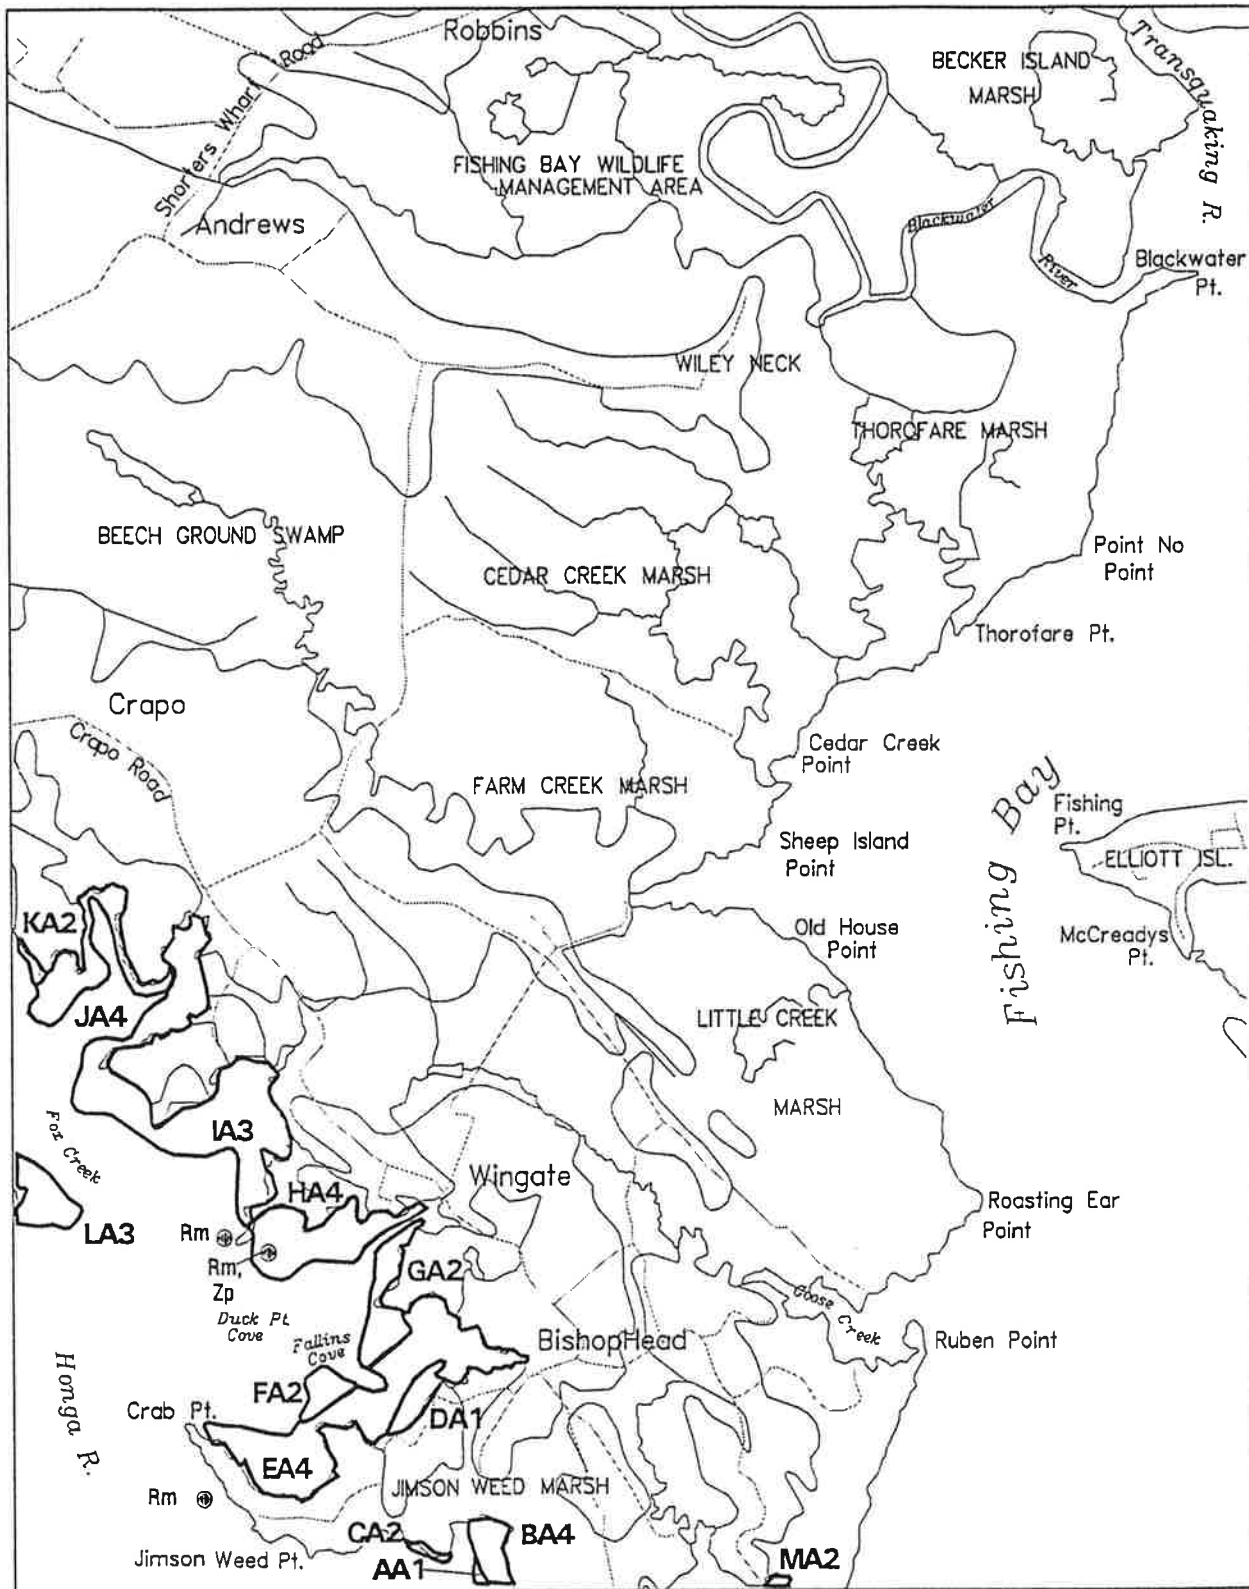 Robbins
BECKER ISLAND
MARSH
Transquaking R.
Shorters Wharf Road
FISHING BAY WILDLIFE
MANAGEMENT AREA
Andrews
Blackwater
River
Blackwater
Pt.
WILEY NECK
THOROFARE MARSH
BEECH GROUND SWAMP
CEDAR CREEK MARSH
Point No
Point
Thorofare Pt.
Crapo
Crapo Road
Cedar Creek
Point
FARM CREEK MARSH
Fishing Bay
Fishing
Pt.
Sheep Island
Point
ELLIOTT ISL.
KA2
Old House
Point
McCreadys
Pt.
JA4
LITTLE CREEK
MARSH
IA3
Fox Creek
Wingate
HA4
Roasting Ear
Point
LA3
Rm
Rm,
Zp
GA2
Duck Pt.
Cove
Fallins
Cove
Goose Creek
BishopHead
Ruben Point
Honga R.
FA2
Crab Pt.
DA1
EA4
JIMSON WEED MARSH
Rm
CA2
BA4
Jimson Weed Pt.
AA1
MA2